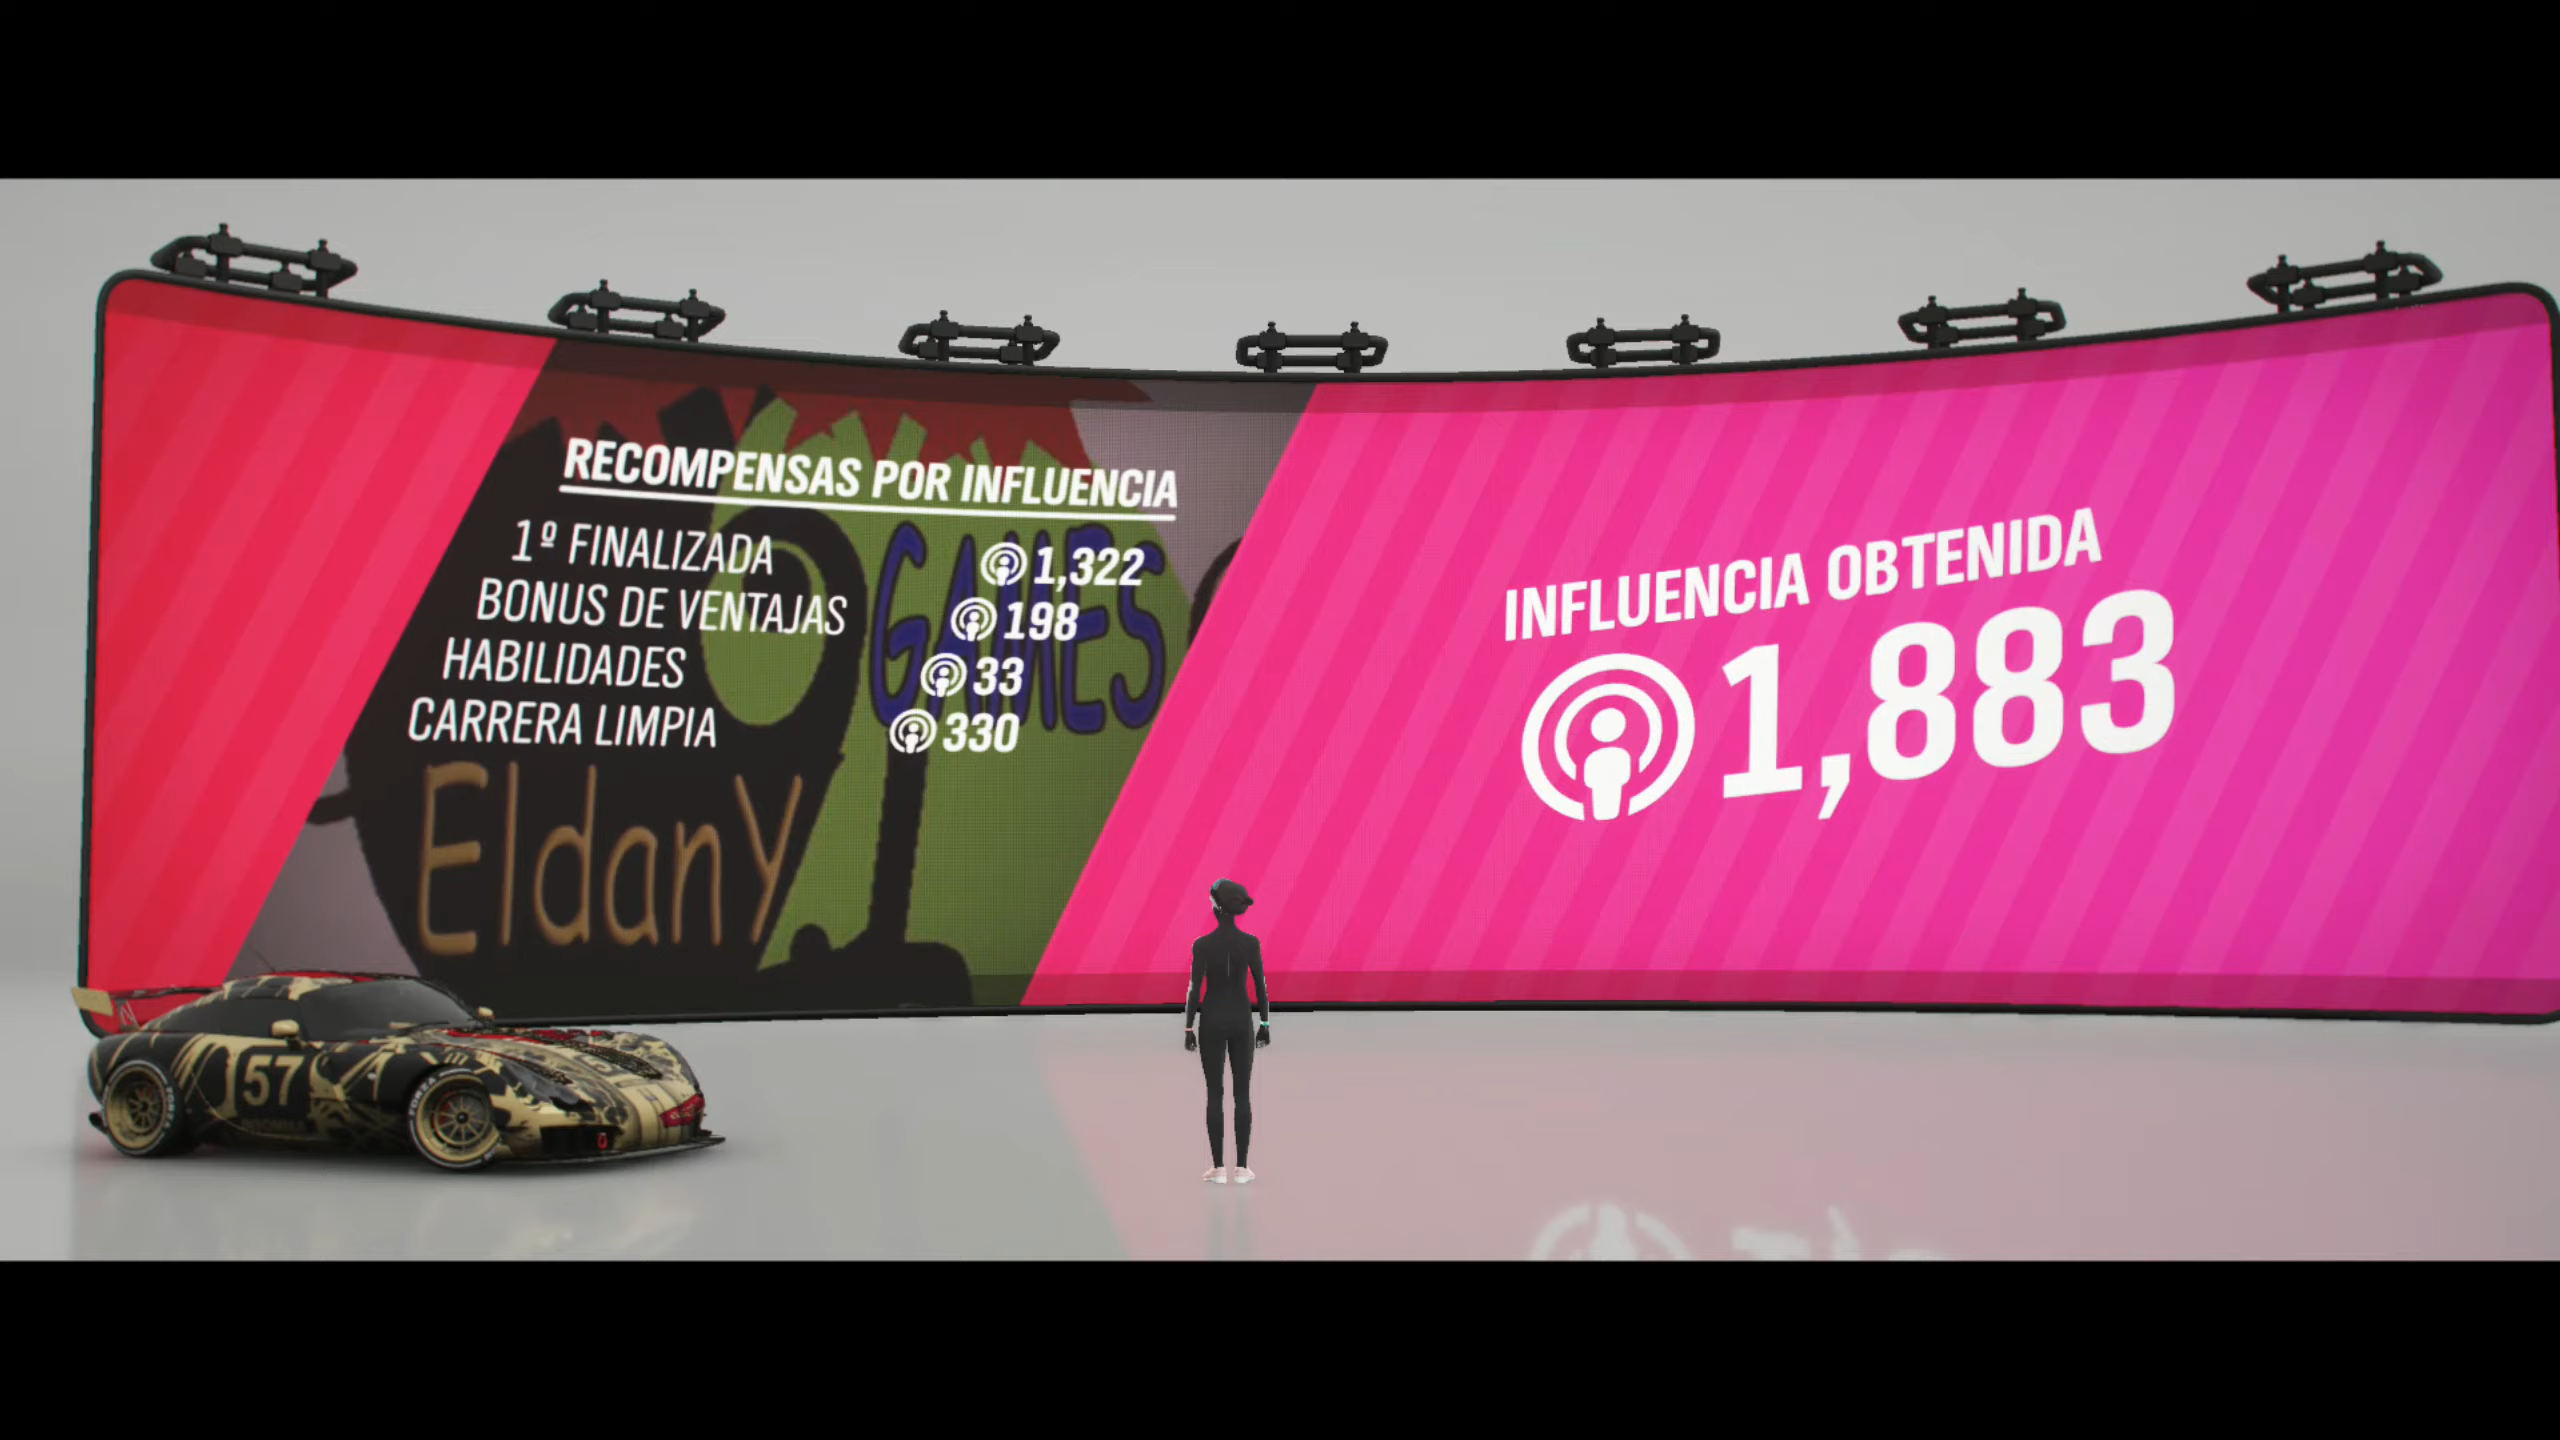 RECOMPENSAS POR INFLUENCIA
1º FINALIZADA 1,322
BONUS DE VENTAJAS 198
HABILIDADES 33
CARRERA LIMPIA 330
GAMES
EldanY
INFLUENCIA OBTENIDA
1,883
57
FORZA